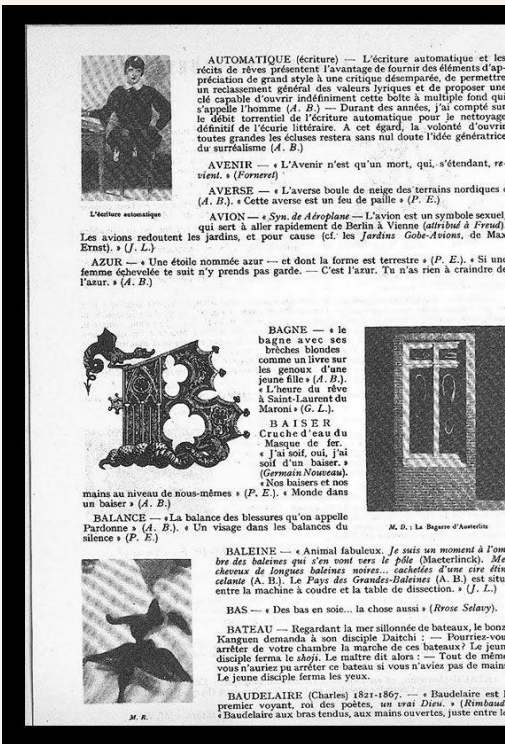 AUTOMATIQUE (écriture) — L'écriture automatique et les
récits de rêves présentent l'avantage de fournir des éléments d'ap-
préciation de grand style à une critique désemparée, de permettre
un reclassement général des valeurs lyriques et de proposer une
clé capable d'ouvrir indéfiniment cette boîte à multiple fond qui
s'appelle l'homme (A. B.) — Durant des années, j'ai compté sur
le débit torrentiel de l'écriture automatique pour le nettoyage
définitif de l'écurie littéraire. A cet égard, la volonté d'ouvrir
toutes grandes les écluses restera sans nul doute l'idée génératrice
du surréalisme (A. B.)
L'écriture automatique
AVENIR — « L'Avenir n'est qu'un mort, qui, s'étendant, re-
vient. » (Forneret)
AVERSE — « L'averse boule de neige des terrains nordiques »
(A. B.). « Cette averse est un feu de paille » (P. E.)
AVION — « Syn. de Aéroplane — L'avion est un symbole sexuel,
qui sert à aller rapidement de Berlin à Vienne (attribué à Freud).
Les avions redoutent les jardins, et pour cause (cf. les Jardins Gobe-Avions, de Max
Ernst). » (J. L.)
AZUR — « Une étoile nommée azur — et dont la forme est terrestre » (P. E.). « Si une
femme échevelée te suit n'y prends pas garde. — C'est l'azur. Tu n'as rien à craindre de
l'azur. » (A. B.)
B
BAGNE — « le
bagne avec ses
brèches blondes
comme un livre sur
les genoux d'une
jeune fille » (A. B.).
« L'heure du rêve
à Saint-Laurent du
Maroni » (G. L.).
BAISER
Cruche d'eau du
Masque de fer.
« J'ai soif, oui, j'ai
soif d'un baiser. »
(Germain Nouveau).
« Nos baisers et nos
mains au niveau de nous-mêmes » (P. E.). « Monde dans
un baiser » (A. B.)
BALANCE — « La balance des blessures qu'on appelle
Pardonne » (A. B.). « Un visage dans les balances du
silence » (P. E.)
M. D. : La Bagarre d'Austerlitz
BALEINE — « Animal fabuleux. Je suis un moment à l'om-
bre des baleines qui s'en vont vers le pôle (Maeterlinck). Me
cheveux de longues baleines noires... cachetées d'une cire étin-
celante (A. B.). Le Pays des Grandes-Baleines (A. B.) est situ
entre la machine à coudre et la table de dissection. » (J. L.)
BAS — « Des bas en soie... la chose aussi » (Rrose Selavy).
BATEAU — Regardant la mer sillonnée de bateaux, le bonz
Kanguen demanda à son disciple Daitchi : — Pourriez-vou
arrêter de votre chambre la marche de ces bateaux? Le jeun
disciple ferma le shoji. Le maître dit alors : — Tout de même
vous n'auriez pu arrêter ce bateau si vous n'aviez pas de main
Le jeune disciple ferma les yeux.
M. R.
BAUDELAIRE (Charles) 1821-1867. — « Baudelaire est l
premier voyant, roi des poètes, un vrai Dieu. » (Rimbaud
« Baudelaire aux bras tendus, aux mains ouvertes, juste entre le